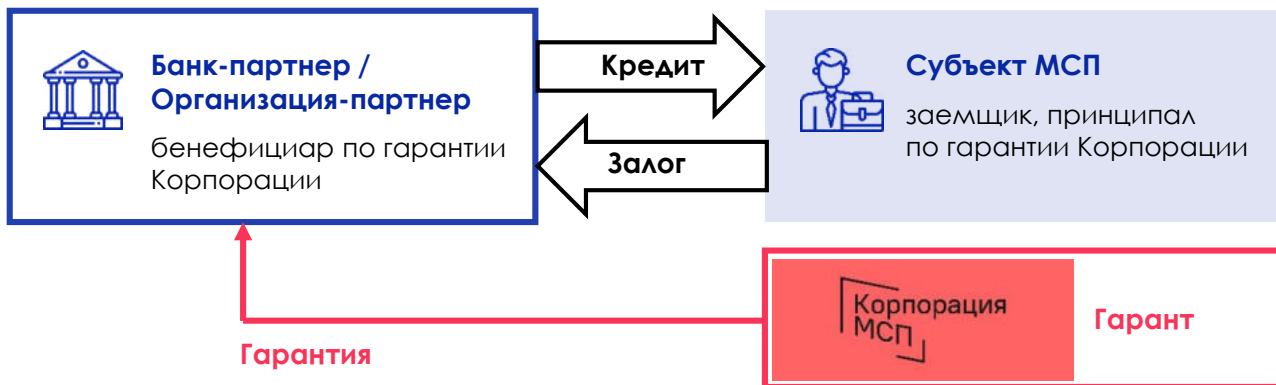 Банк-партнер /
Организация-партнер
бенефициар по гарантии
Корпорации
Кредит
Залог
Субъект МСП
заемщик, принципал
по гарантии Корпорации
Корпорация
МСП
Гарант
Гарантия